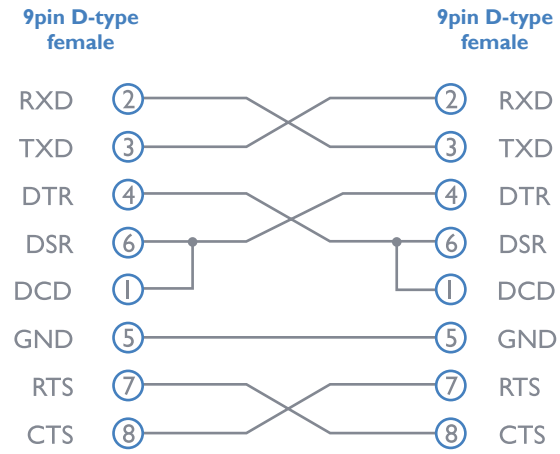 9pin D-type
female
9pin D-type
female
RXD 2 2 RXD
TXD 3 3 TXD
DTR 4 4 DTR
DSR 6 6 DSR
DCD 1 1 DCD
GND 5 5 GND
RTS 7 7 RTS
CTS 8 8 CTS